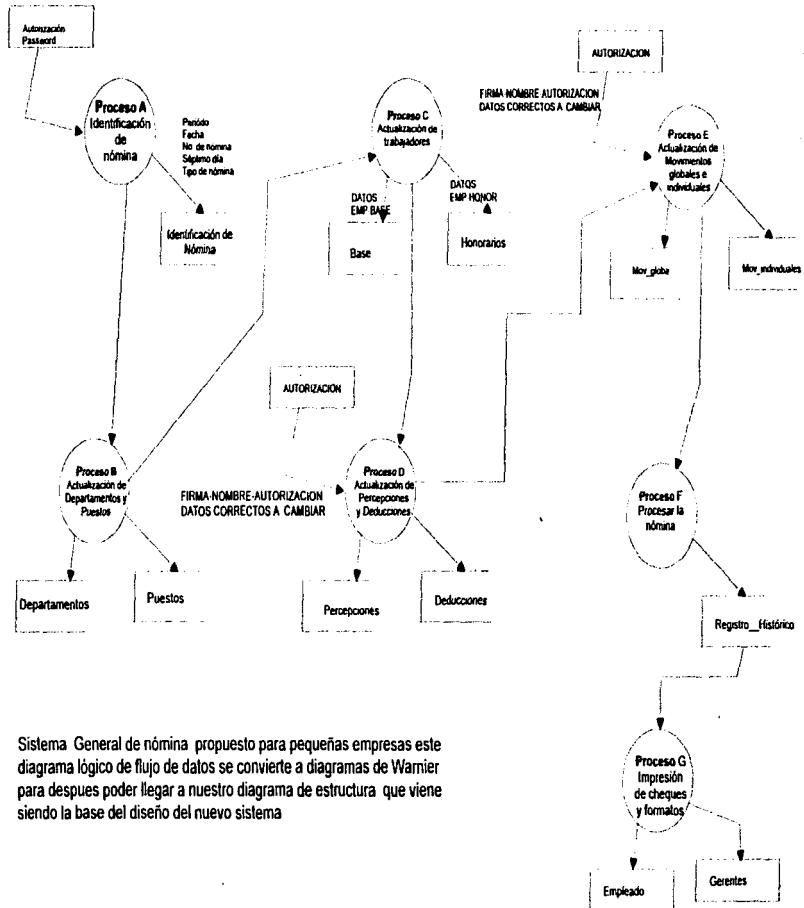 Autorización
Password
Proceso A
Identificación
de
nómina
Periódo
Fecha
No de nomina
Séptimo día
Tipo de nómina
Identificación de
Nómina
Proceso C
Actualización de
trabajadores
DATOS
EMP BASE
DATOS
EMP HONOR
Base
Honorarios
AUTORIZACION
FIRMA-NOMBRE AUTORIZACION
DATOS CORRECTOS A CAMBIAR
Proceso E
Actualización de
Movimientos
globales e
individuales
Mov_globa
Mov_individuales
Proceso B
Actualización de
Departamentos y
Puestos
Departamentos
Puestos
AUTORIZACION
FIRMA-NOMBRE-AUTORIZACION
DATOS CORRECTOS A CAMBIAR
Proceso D
Actualización de
Percepciones
y Deducciones
Percepciones
Deducciones
Proceso F
Procesar la
nómina
Registro__Histórico
Proceso G
Impresión
de cheques
y formatos
Empleado
Gerentes
Sistema General de nómina propuesto para pequeñas empresas este
diagrama lógico de flujo de datos se convierte a diagramas de Warnier
para despues poder llegar a nuestro diagrama de estructura que viene
siendo la base del diseño del nuevo sistema